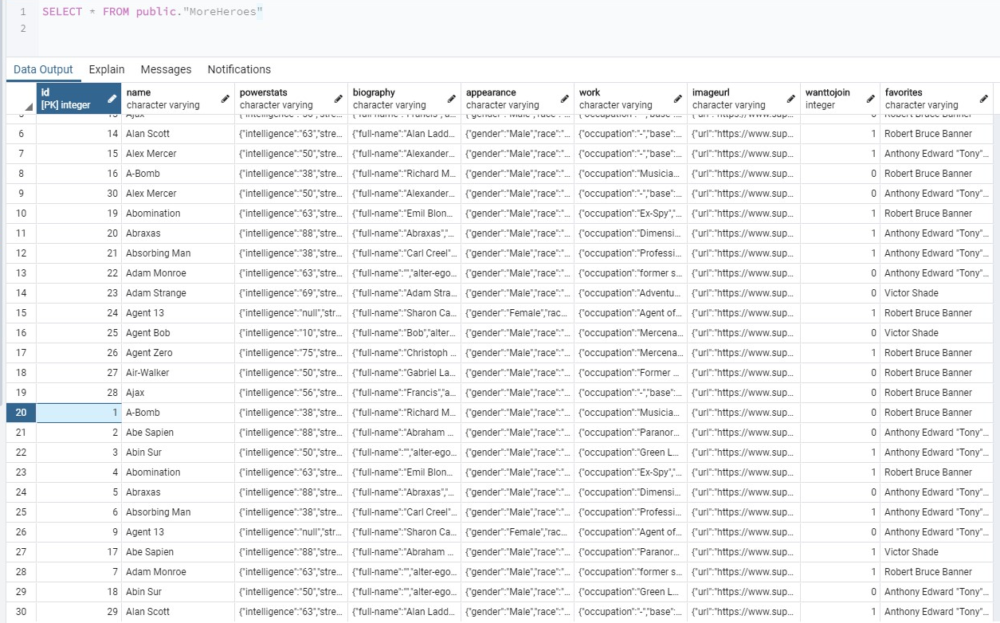 1 SELECT * FROM public."MoreHeroes"
2
Data Output Explain Messages Notifications
id name powerstats biography appearance work imageurl wanttojoin favorites
[PK] integer character varying character varying character varying character varying character varying character varying integer character varying
6 14 Alan Scott {"intelligence":"63","stre... {"full-name":"Alan Ladd... {"gender":"Male","race":"... {"occupation":"-","base":... {"url":"https://www.sup... 1 Robert Bruce Banner
7 15 Alex Mercer {"intelligence":"50","stre... {"full-name":"Alexander... {"gender":"Male","race":"... {"occupation":"-","base":... {"url":"https://www.sup... 1 Anthony Edward "Tony"...
8 16 A-Bomb {"intelligence":"38","stre... {"full-name":"Richard M... {"gender":"Male","race":"... {"occupation":"Musicia... {"url":"https://www.sup... 0 Robert Bruce Banner
9 30 Alex Mercer {"intelligence":"50","stre... {"full-name":"Alexander... {"gender":"Male","race":"... {"occupation":"-","base":... {"url":"https://www.sup... 0 Anthony Edward "Tony"...
10 19 Abomination {"intelligence":"63","stre... {"full-name":"Emil Blon... {"gender":"Male","race":"... {"occupation":"Ex-Spy","... {"url":"https://www.sup... 1 Robert Bruce Banner
11 20 Abraxas {"intelligence":"88","stre... {"full-name":"Abraxas","... {"gender":"Male","race":"... {"occupation":"Dimensi... {"url":"https://www.sup... 1 Anthony Edward "Tony"...
12 21 Absorbing Man {"intelligence":"38","stre... {"full-name":"Carl Creel"... {"gender":"Male","race":"... {"occupation":"Professi... {"url":"https://www.sup... 1 Anthony Edward "Tony"...
13 22 Adam Monroe {"intelligence":"63","stre... {"full-name":"","alter-ego... {"gender":"Male","race":"... {"occupation":"former s... {"url":"https://www.sup... 0 Anthony Edward "Tony"...
14 23 Adam Strange {"intelligence":"69","stre... {"full-name":"Adam Stra... {"gender":"Male","race":"... {"occupation":"Adventu... {"url":"https://www.sup... 0 Victor Shade
15 24 Agent 13 {"intelligence":"null","str... {"full-name":"Sharon Ca... {"gender":"Female","rac... {"occupation":"Agent of... {"url":"https://www.sup... 1 Robert Bruce Banner
16 25 Agent Bob {"intelligence":"10","stre... {"full-name":"Bob","alter... {"gender":"Male","race":"... {"occupation":"Mercena... {"url":"https://www.sup... 0 Victor Shade
17 26 Agent Zero {"intelligence":"75","stre... {"full-name":"Christoph ... {"gender":"Male","race":"... {"occupation":"Mercena... {"url":"https://www.sup... 1 Robert Bruce Banner
18 27 Air-Walker {"intelligence":"50","stre... {"full-name":"Gabriel La... {"gender":"Male","race":"... {"occupation":"Former ... {"url":"https://www.sup... 0 Robert Bruce Banner
19 28 Ajax {"intelligence":"56","stre... {"full-name":"Francis","a... {"gender":"Male","race":"... {"occupation":"-","base":... {"url":"https://www.sup... 0 Robert Bruce Banner
20 1 A-Bomb {"intelligence":"38","stre... {"full-name":"Richard M... {"gender":"Male","race":"... {"occupation":"Musicia... {"url":"https://www.sup... 0 Robert Bruce Banner
21 2 Abe Sapien {"intelligence":"88","stre... {"full-name":"Abraham ... {"gender":"Male","race":"... {"occupation":"Paranor... {"url":"https://www.sup... 0 Anthony Edward "Tony"...
22 3 Abin Sur {"intelligence":"50","stre... {"full-name":"","alter-ego... {"gender":"Male","race":"... {"occupation":"Green L... {"url":"https://www.sup... 1 Anthony Edward "Tony"...
23 4 Abomination {"intelligence":"63","stre... {"full-name":"Emil Blon... {"gender":"Male","race":"... {"occupation":"Ex-Spy","... {"url":"https://www.sup... 1 Robert Bruce Banner
24 5 Abraxas {"intelligence":"88","stre... {"full-name":"Abraxas","... {"gender":"Male","race":"... {"occupation":"Dimensi... {"url":"https://www.sup... 0 Anthony Edward "Tony"...
25 6 Absorbing Man {"intelligence":"38","stre... {"full-name":"Carl Creel"... {"gender":"Male","race":"... {"occupation":"Professi... {"url":"https://www.sup... 1 Anthony Edward "Tony"...
26 9 Agent 13 {"intelligence":"null","str... {"full-name":"Sharon Ca... {"gender":"Female","rac... {"occupation":"Agent of... {"url":"https://www.sup... 0 Anthony Edward "Tony"...
27 17 Abe Sapien {"intelligence":"88","stre... {"full-name":"Abraham ... {"gender":"Male","race":"... {"occupation":"Paranor... {"url":"https://www.sup... 1 Victor Shade
28 7 Adam Monroe {"intelligence":"63","stre... {"full-name":"","alter-ego... {"gender":"Male","race":"... {"occupation":"former s... {"url":"https://www.sup... 1 Robert Bruce Banner
29 18 Abin Sur {"intelligence":"50","stre... {"full-name":"","alter-ego... {"gender":"Male","race":"... {"occupation":"Green L... {"url":"https://www.sup... 0 Anthony Edward "Tony"...
30 29 Alan Scott {"intelligence":"63","stre... {"full-name":"Alan Ladd... {"gender":"Male","race":"... {"occupation":"-","base":... {"url":"https://www.sup... 1 Anthony Edward "Tony"...